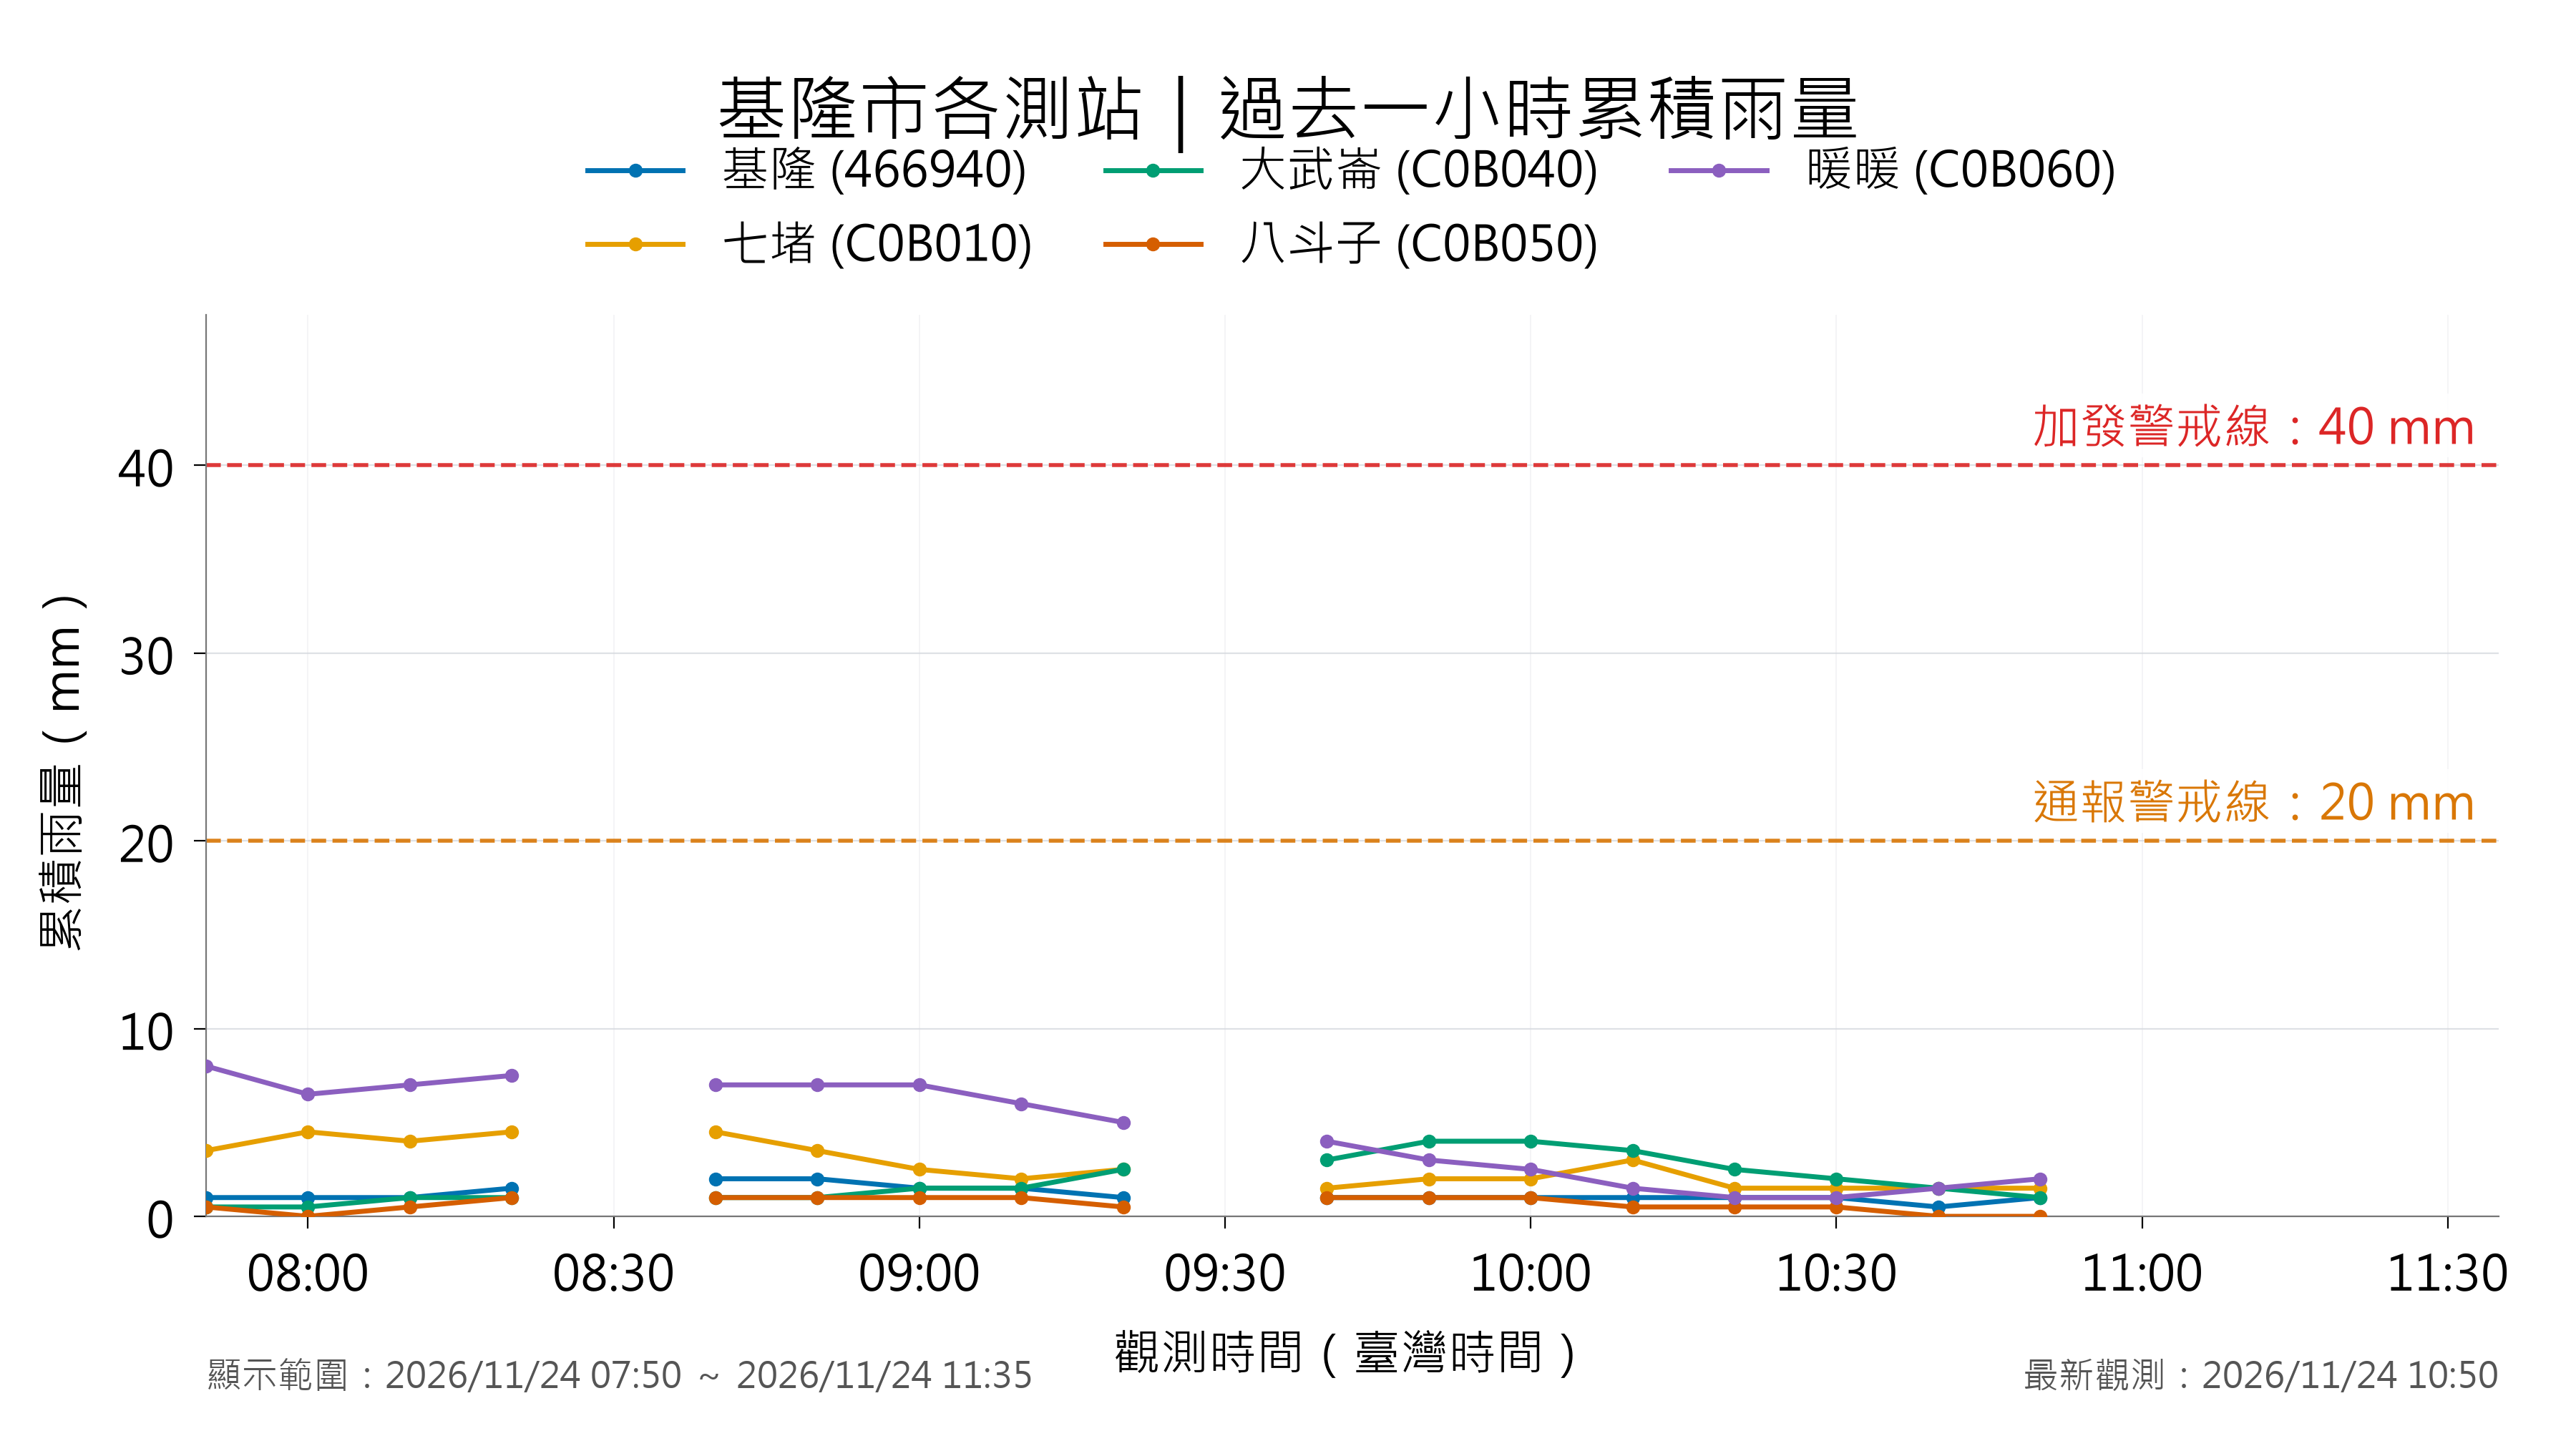 基隆市各測站｜過去一小時累積雨量
基隆 (466940)
大武崙 (C0B040)
暖暖 (C0B060)
七堵 (C0B010)
八斗子 (C0B050)
加發警戒線：40 mm
通報警戒線：20 mm
累積雨量（mm）
40
30
20
10
0
08:00
08:30
09:00
09:30
10:00
10:30
11:00
11:30
觀測時間（臺灣時間）
顯示範圍：2026/11/24 07:50 ~ 2026/11/24 11:35
最新觀測：2026/11/24 10:50